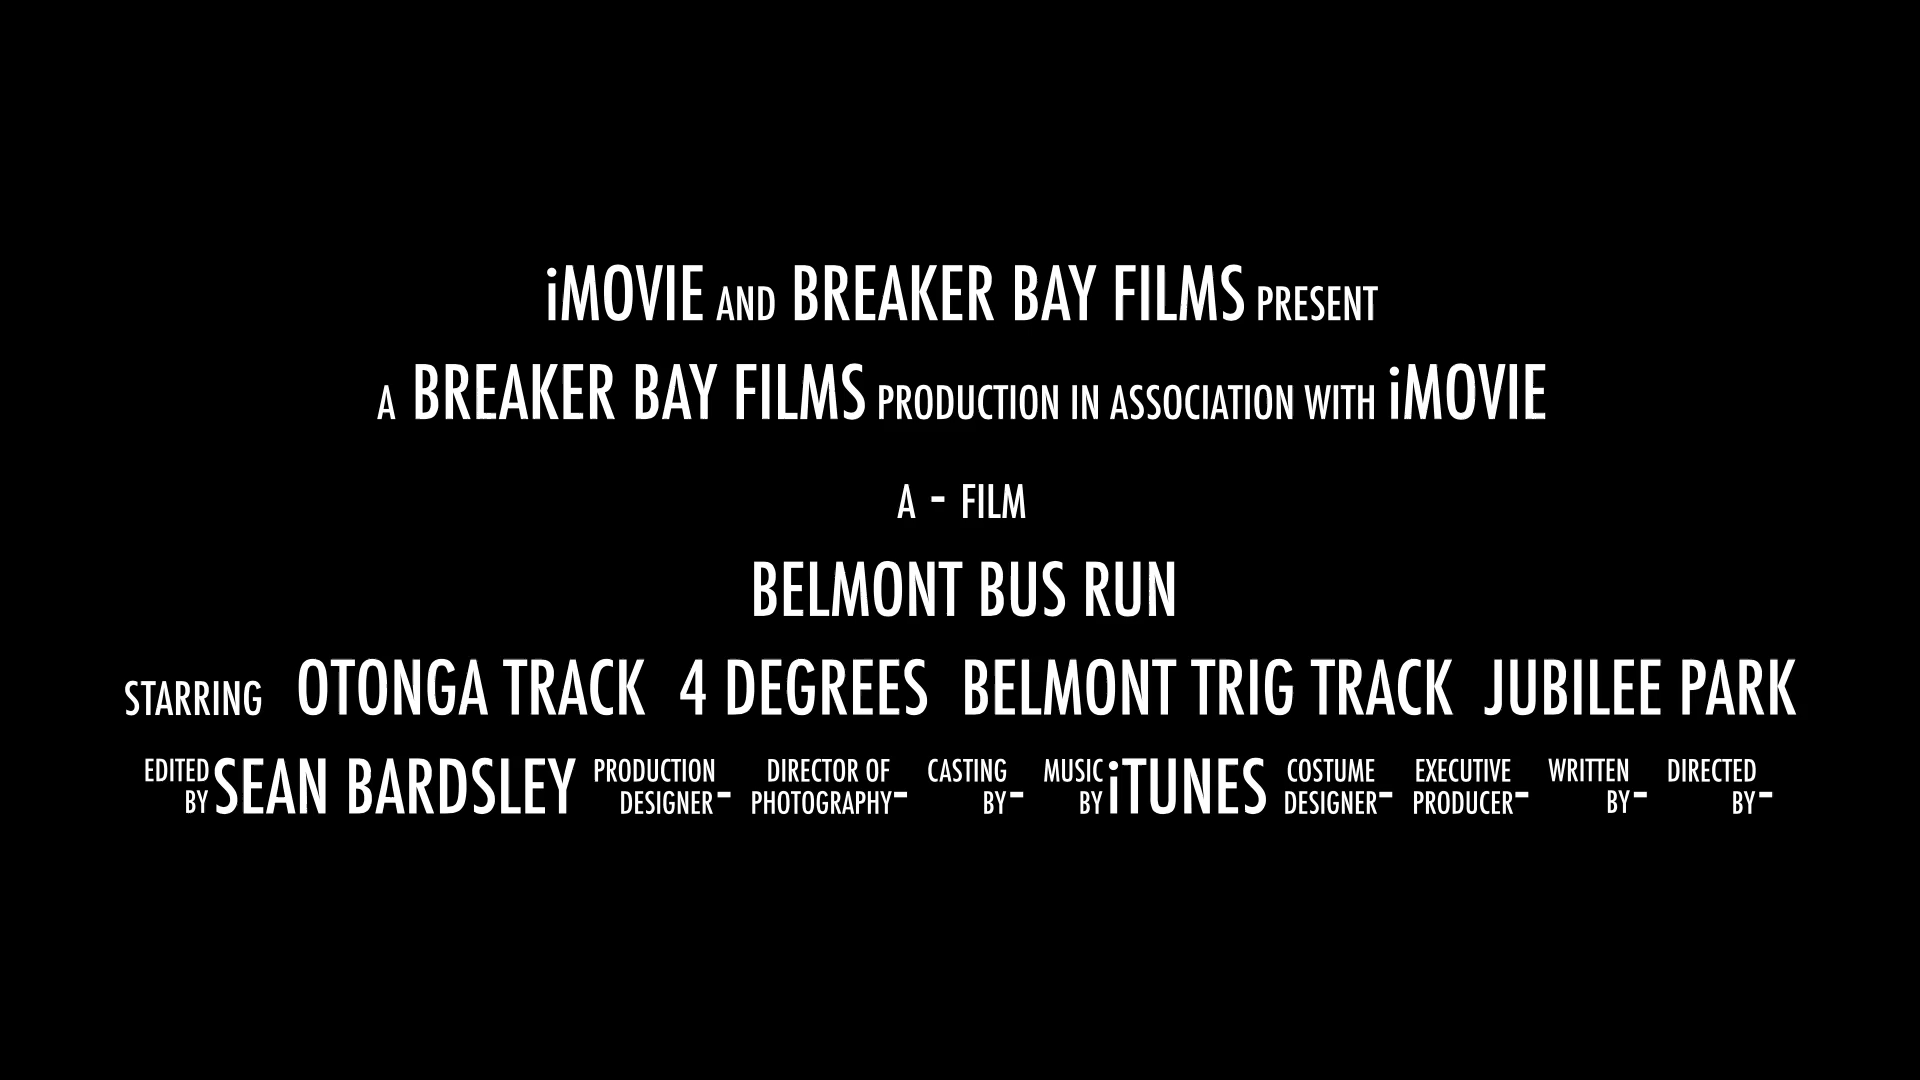 iMOVIE AND BREAKER BAY FILMS PRESENT
A BREAKER BAY FILMS PRODUCTION IN ASSOCIATION WITH iMOVIE
A - FILM
BELMONT BUS RUN
STARRING OTONGA TRACK 4 DEGREES BELMONT TRIG TRACK JUBILEE PARK
EDITED BY SEAN BARDSLEY PRODUCTION DESIGNER - DIRECTOR OF PHOTOGRAPHY - CASTING BY - MUSIC BY iTUNES COSTUME DESIGNER - EXECUTIVE PRODUCER - WRITTEN BY - DIRECTED BY -